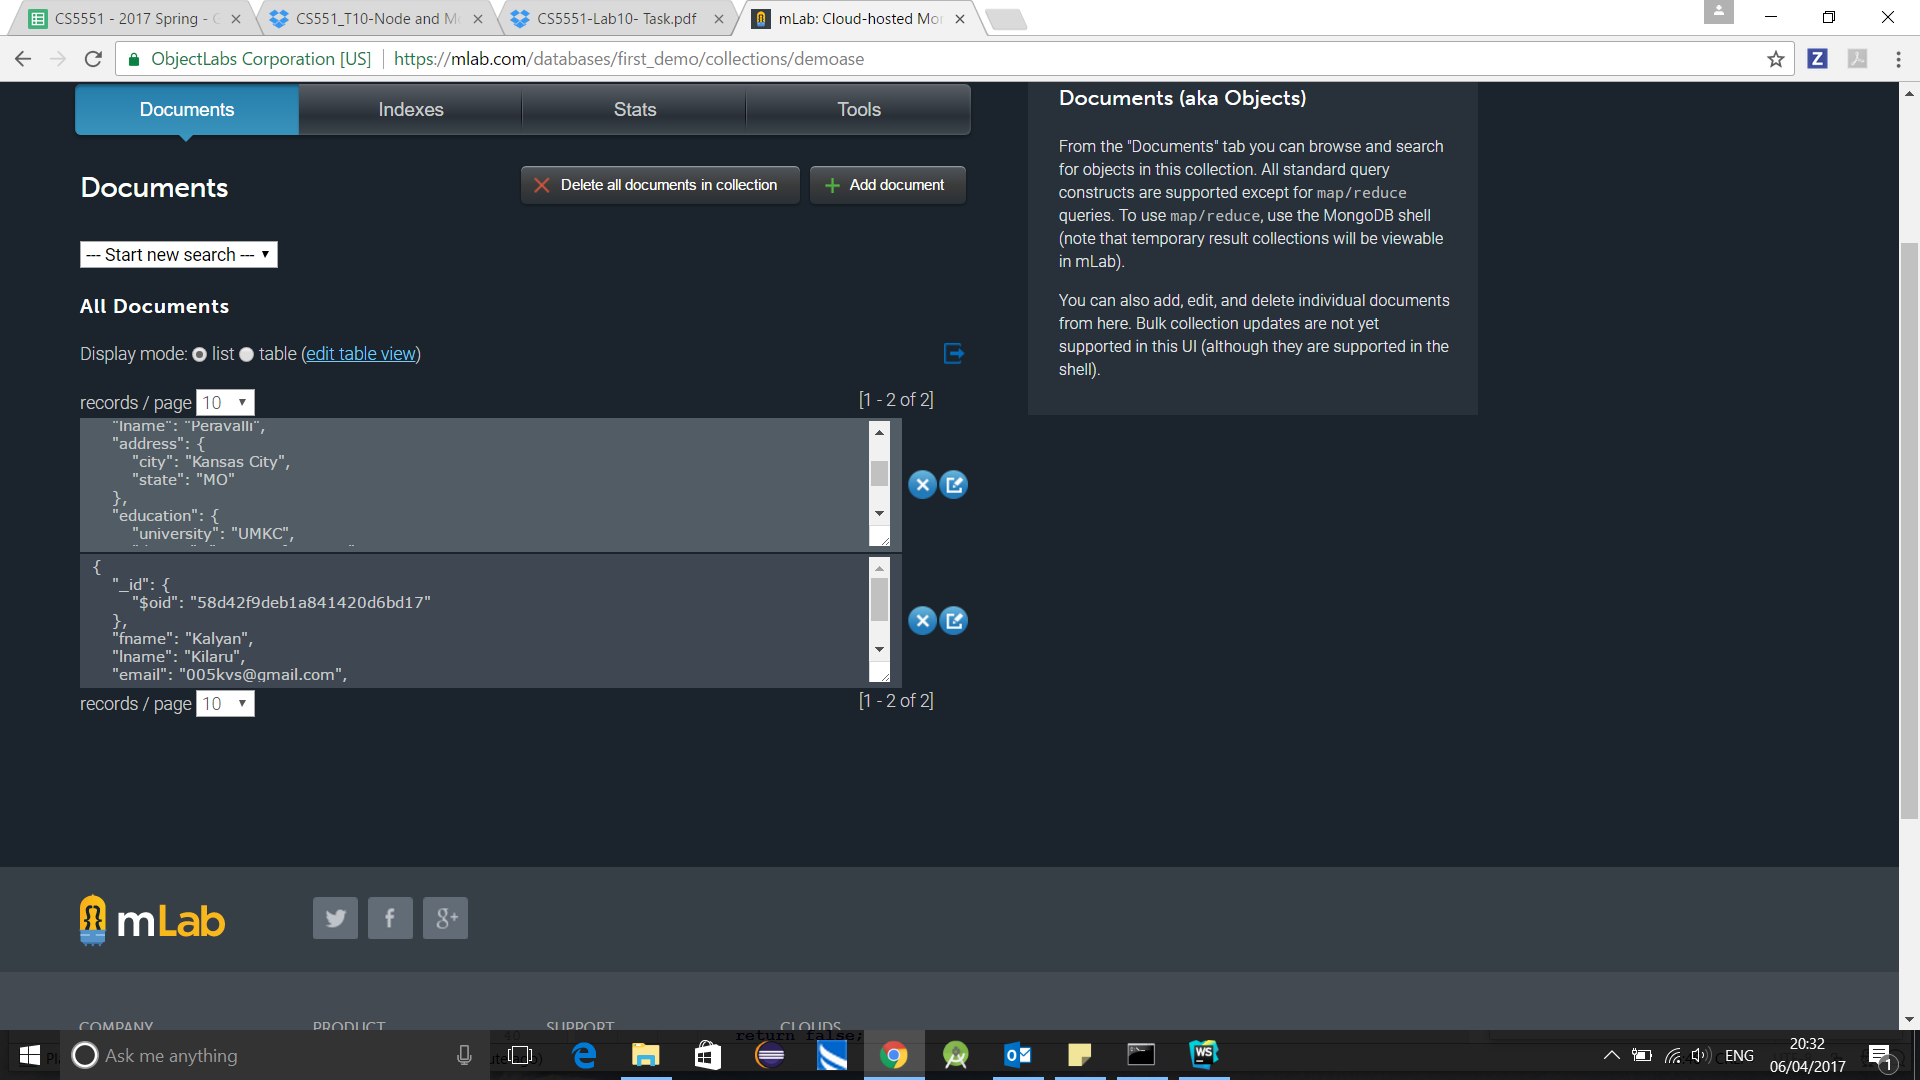 CS5551 - 2017 Spring - G
CS551_T10-Node and Mo
CS5551-Lab10- Task.pdf
mLab: Cloud-hosted Mon
ObjectLabs Corporation [US]
https://mlab.com/databases/first_demo/collections/demoase
Z
Documents
Indexes
Stats
Tools
Documents
Delete all documents in collection
Add document
--- Start new search ---
All Documents
Display mode: list table (edit table view)
records / page 10
[1 - 2 of 2]
"lname": "Peravalli",
"address": {
"city": "Kansas City",
"state": "MO"
},
"education": {
"university": "UMKC",
{
"_id": {
"$oid": "58d42f9deb1a841420d6bd17"
},
"fname": "Kalyan",
"lname": "Kilaru",
"email": "005kvs@gmail.com",
records / page 10
[1 - 2 of 2]
Documents (aka Objects)
From the "Documents" tab you can browse and search
for objects in this collection. All standard query
constructs are supported except for map/reduce
queries. To use map/reduce, use the MongoDB shell
(note that temporary result collections will be viewable
in mLab).
You can also add, edit, and delete individual documents
from here. Bulk collection updates are not yet
supported in this UI (although they are supported in the
shell).
mLab
g+
COMPANY
PRODUCT
SUPPORT
CLOUDS
return false;
Ask me anything
WS
ENG
20:32
06/04/2017
1